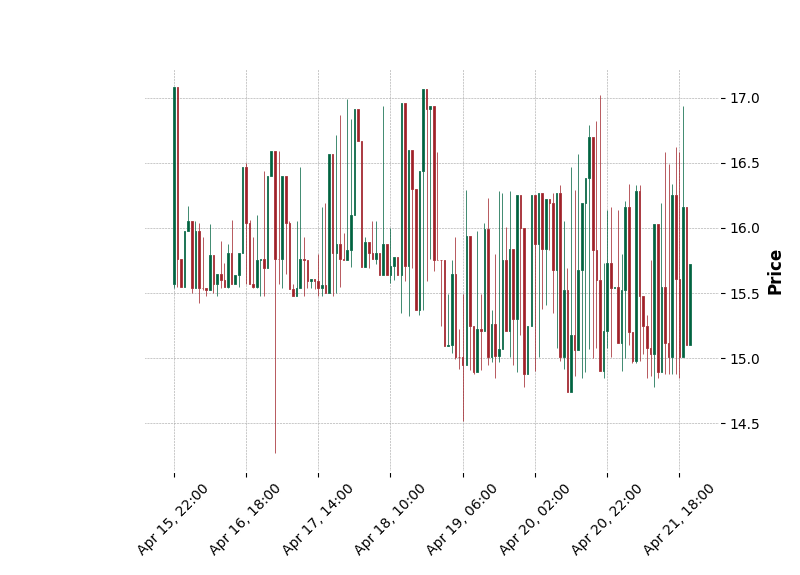 17.0
16.5
16.0
15.5
15.0
14.5
Price
Apr 15, 22:00
Apr 16, 18:00
Apr 17, 14:00
Apr 18, 10:00
Apr 19, 06:00
Apr 20, 02:00
Apr 20, 22:00
Apr 21, 18:00